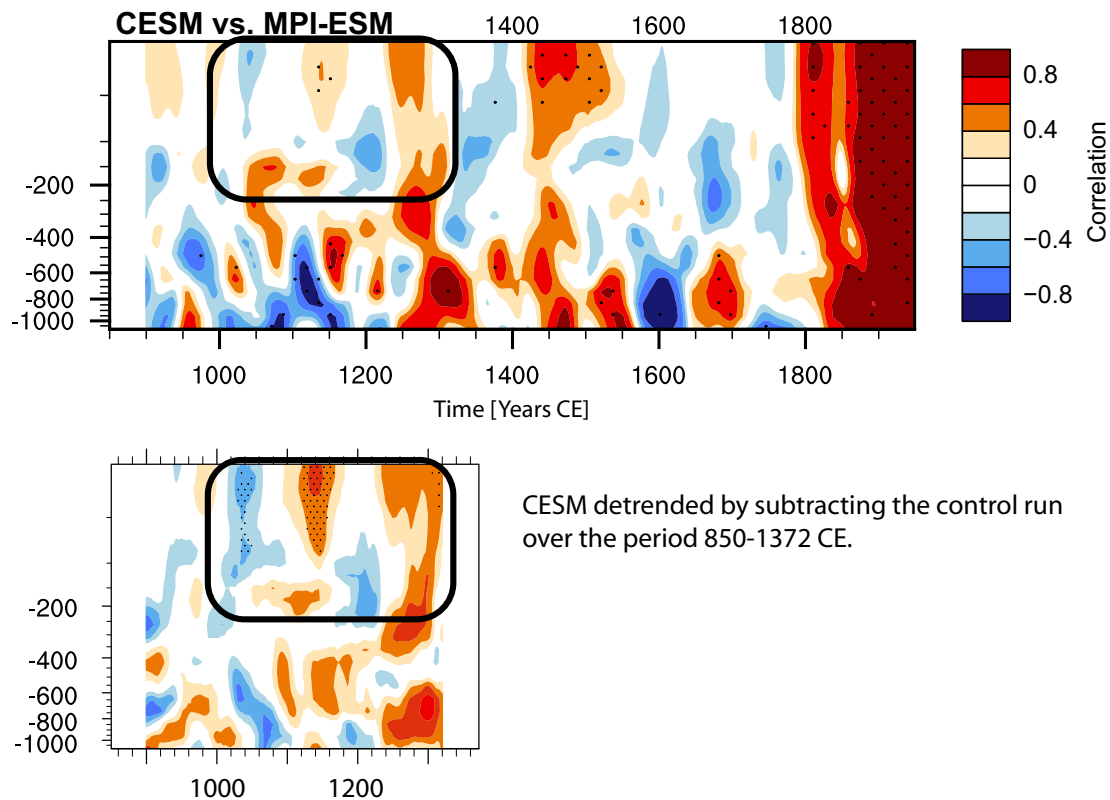 CESM vs. MPI-ESM
1400 1600 1800
-200
-400
-600
-800
-1000
1000 1200 1400 1600 1800
Time [Years CE]
0.8
0.4
0
−0.4
−0.8
Correlation
CESM detrended by subtracting the control run
over the period 850-1372 CE.
-200
-400
-600
-800
-1000
1000 1200